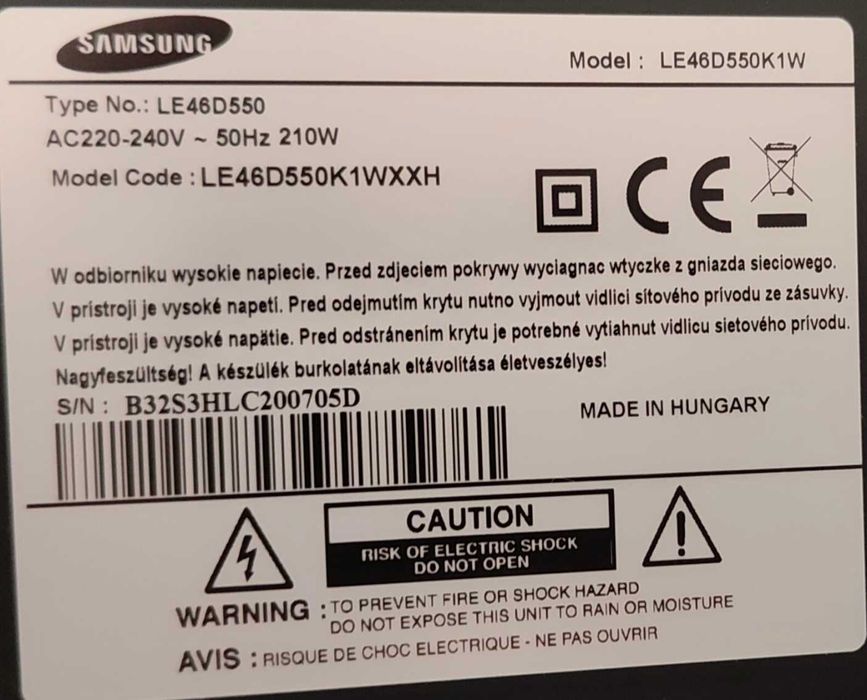 SAMSUNG
Model : LE46D550K1W
Type No.: LE46D550
AC220-240V ~ 50Hz 210W
Model Code : LE46D550K1WXXH
CE
W odbiorniku wysokie napiecie. Przed zdjeciem pokrywy wyciagnac wtyczke z gniazda sieciowego.
V prístroji je vysoké napetí. Pred odejmutím krytu nutno vyjmout vidlici sítového prívodu ze zásuvky.
V prístroji je vysoké napätie. Pred odstránením krytu je potrebné vytiahnut vidlicu sietového prívodu.
Nagyfeszültség! A készülék burkolatának eltávolítása életveszélyes!
S/N : B32S3HLC200705D
MADE IN HUNGARY
CAUTION
RISK OF ELECTRIC SHOCK
DO NOT OPEN
WARNING : TO PREVENT FIRE OR SHOCK HAZARD
DO NOT EXPOSE THIS UNIT TO RAIN OR MOISTURE
AVIS : RISQUE DE CHOC ELECTRIQUE - NE PAS OUVRIR